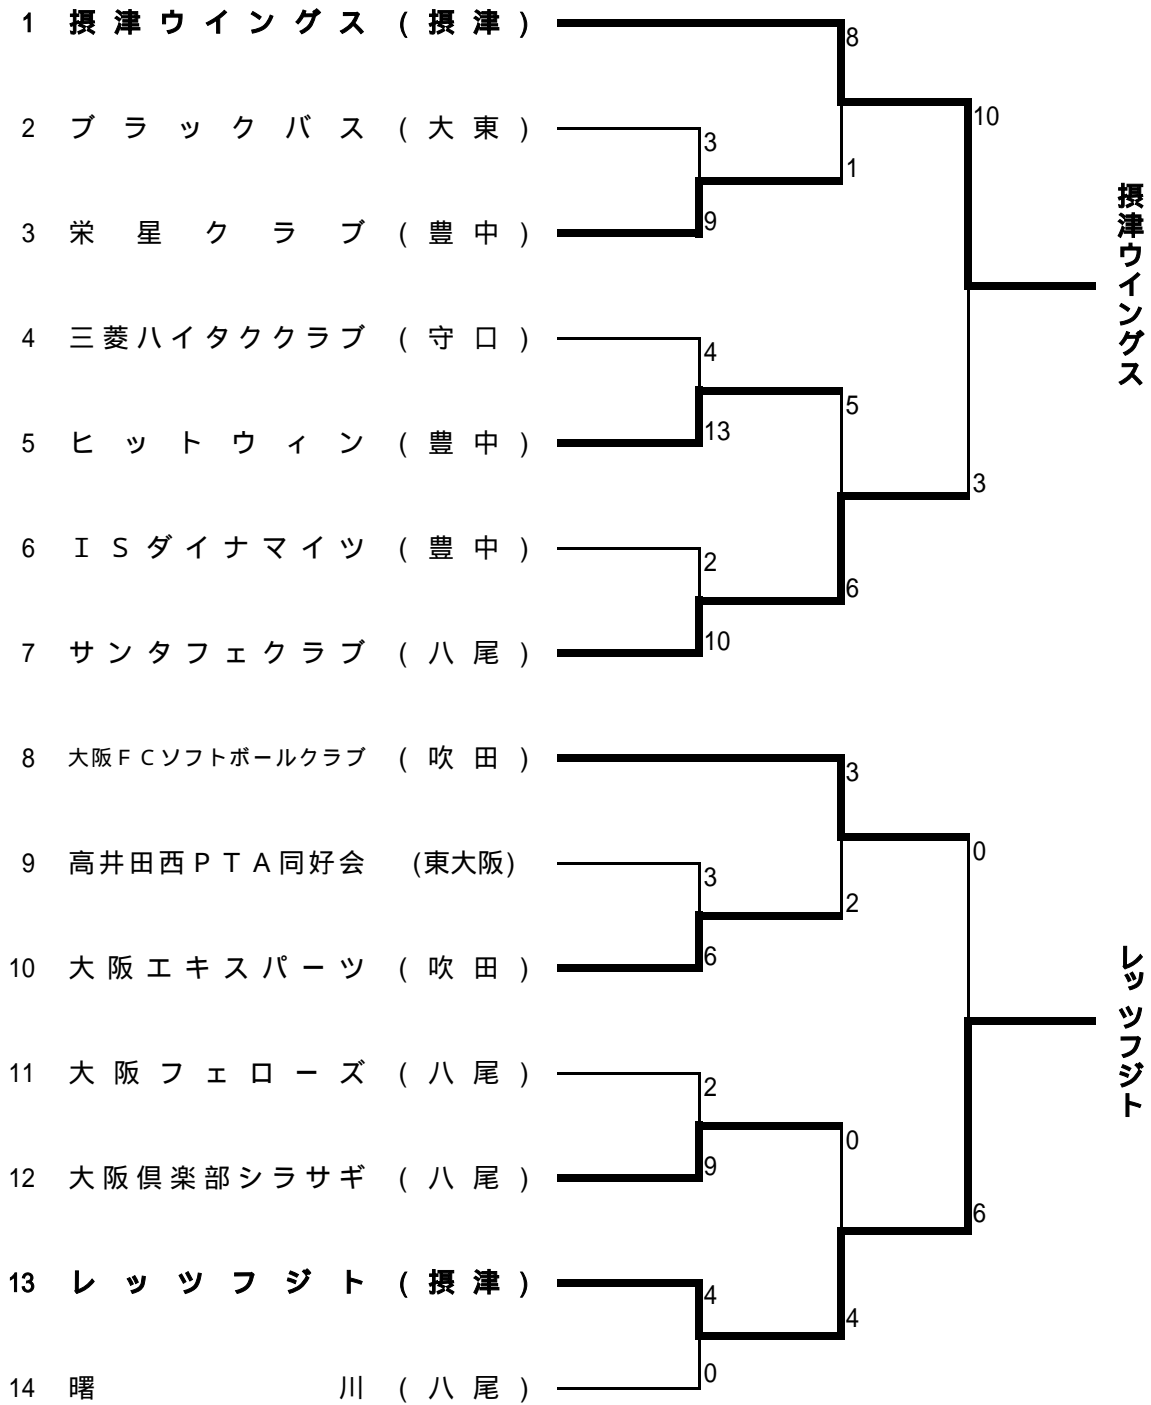 1 摂津ウイングス (摂津)
8
10
2 ブラックバス (大東)
3
1
3 栄星クラブ (豊中)
9
摂津ウイングス
4 三菱ハイタククラブ (守口)
4
5
5 ヒットウィン (豊中)
13
3
6 ＩＳダイナマイツ (豊中)
2
6
7 サンタフェクラブ (八尾)
10
8 大阪ＦＣソフトボールクラブ (吹田)
3
0
9 高井田西ＰＴＡ同好会 (東大阪)
3
2
10 大阪エキスパーツ (吹田)
6
レッツフジト
11 大阪フェローズ (八尾)
2
0
12 大阪倶楽部シラサギ (八尾)
9
6
13 レッツフジト (摂津)
4
4
14 曙川 (八尾)
0